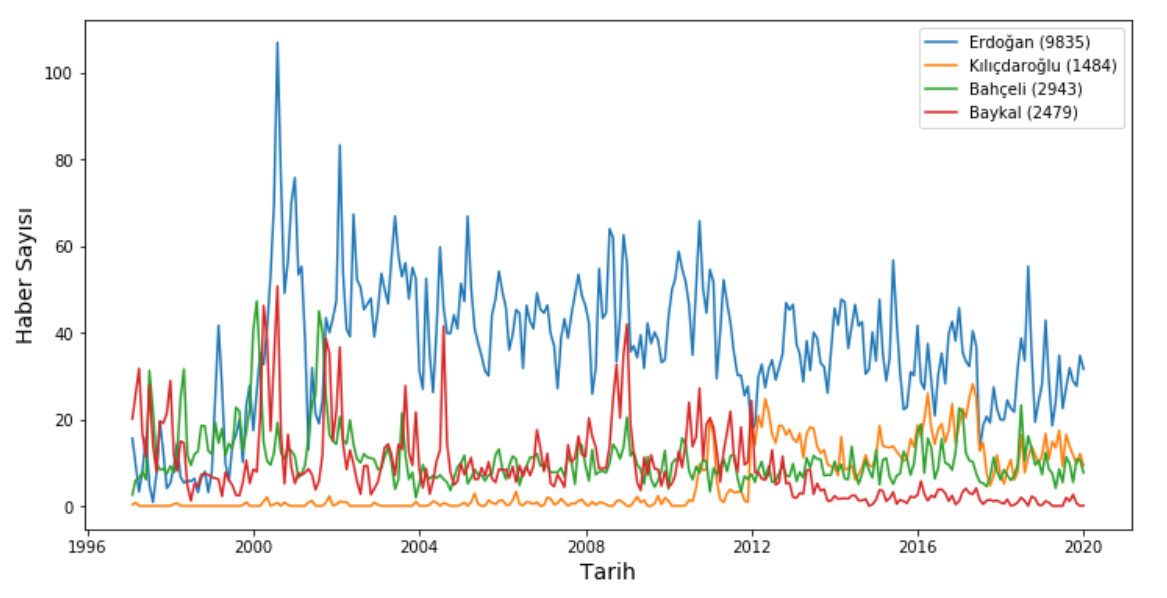 Erdoğan (9835)
Kılıçdaroğlu (1484)
Bahçeli (2943)
Baykal (2479)
Haber Sayısı
100
80
60
40
20
0
1996 2000 2004 2008 2012 2016 2020
Tarih